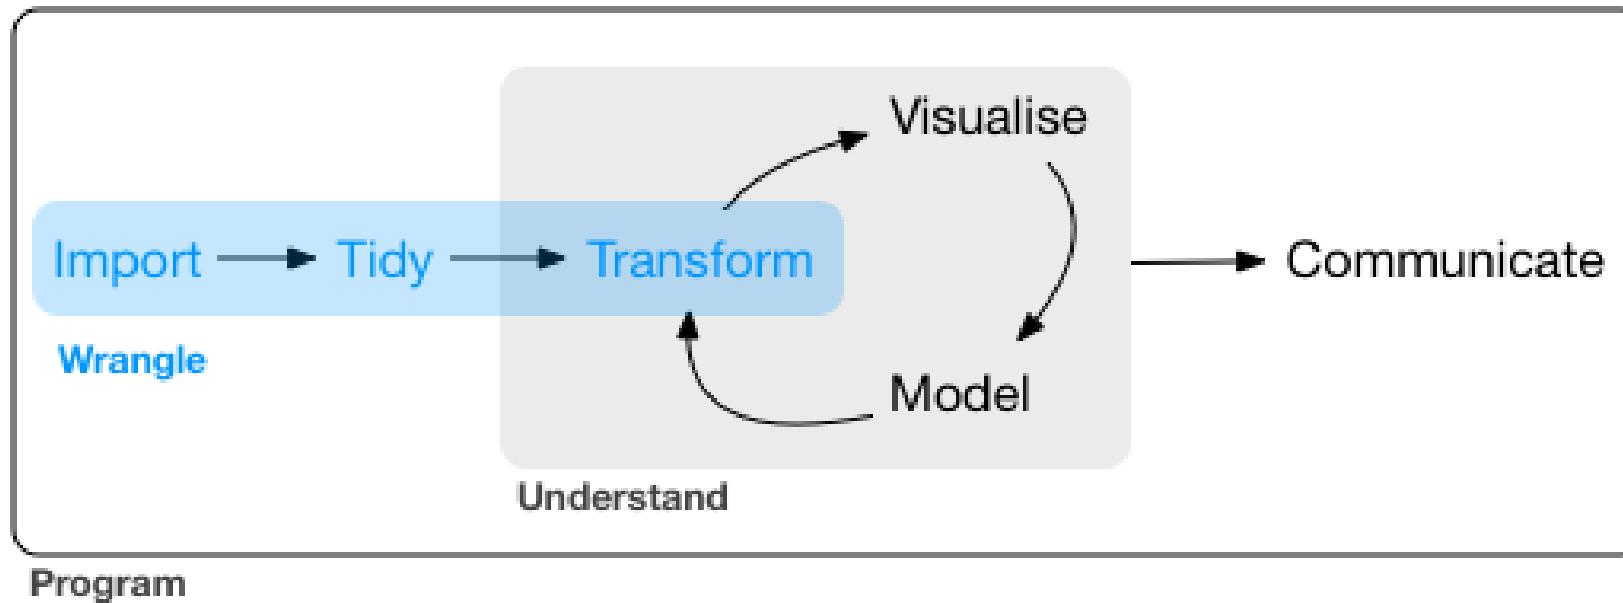 Visualise
Import
Tidy
Transform
Communicate
Wrangle
Model
Understand
Program